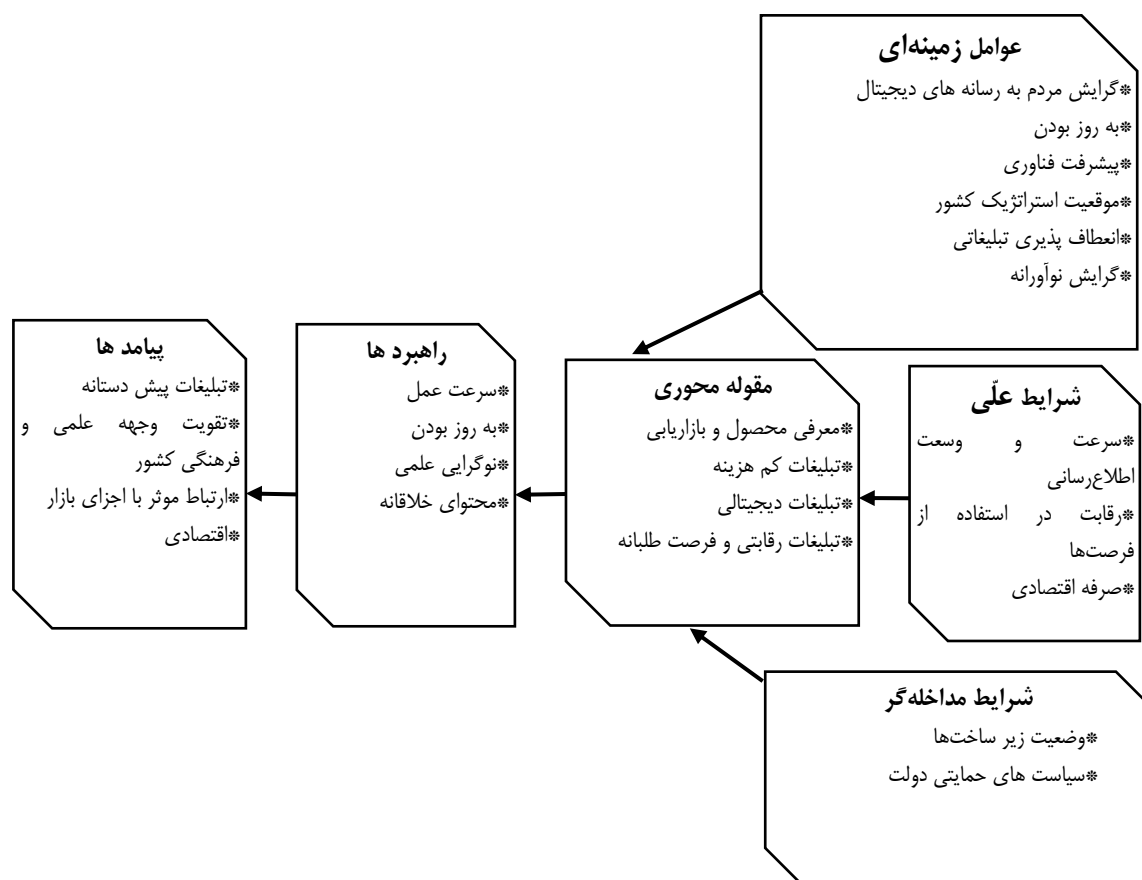 عوامل زمینه‌ای
*گرایش مردم به رسانه های دیجیتال
*به روز بودن
*پیشرفت فناوری
*موقعیت استراتژیک کشور
*انعطاف پذیری تبلیغاتی
*گرایش نوآورانه
شرایط علّی
*سرعت و وسعت
اطلاع‌رسانی
*رقابت در استفاده از
فرصت‌ها
*صرفه اقتصادی
مقوله محوری
*معرفی محصول و بازاریابی
*تبلیغات کم هزینه
*تبلیغات دیجیتالی
*تبلیغات رقابتی و فرصت طلبانه
راهبرد ها
*سرعت عمل
*به روز بودن
*نوگرایی علمی
*محتوای خلاقانه
پیامد ها
*تبلیغات پیش دستانه
*تقویت وجهه علمی و
فرهنگی کشور
*ارتباط موثر با اجزای بازار
*اقتصادی
شرایط مداخله‌گر
*وضعیت زیر ساخت‌ها
*سیاست های حمایتی دولت